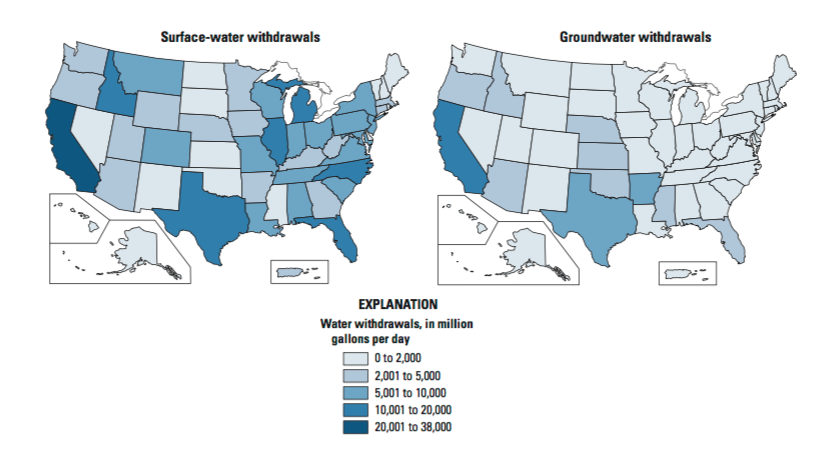 Surface-water withdrawals
Groundwater withdrawals
EXPLANATION
Water withdrawals, in million
gallons per day
0 to 2,000
2,001 to 5,000
5,001 to 10,000
10,001 to 20,000
20,001 to 38,000